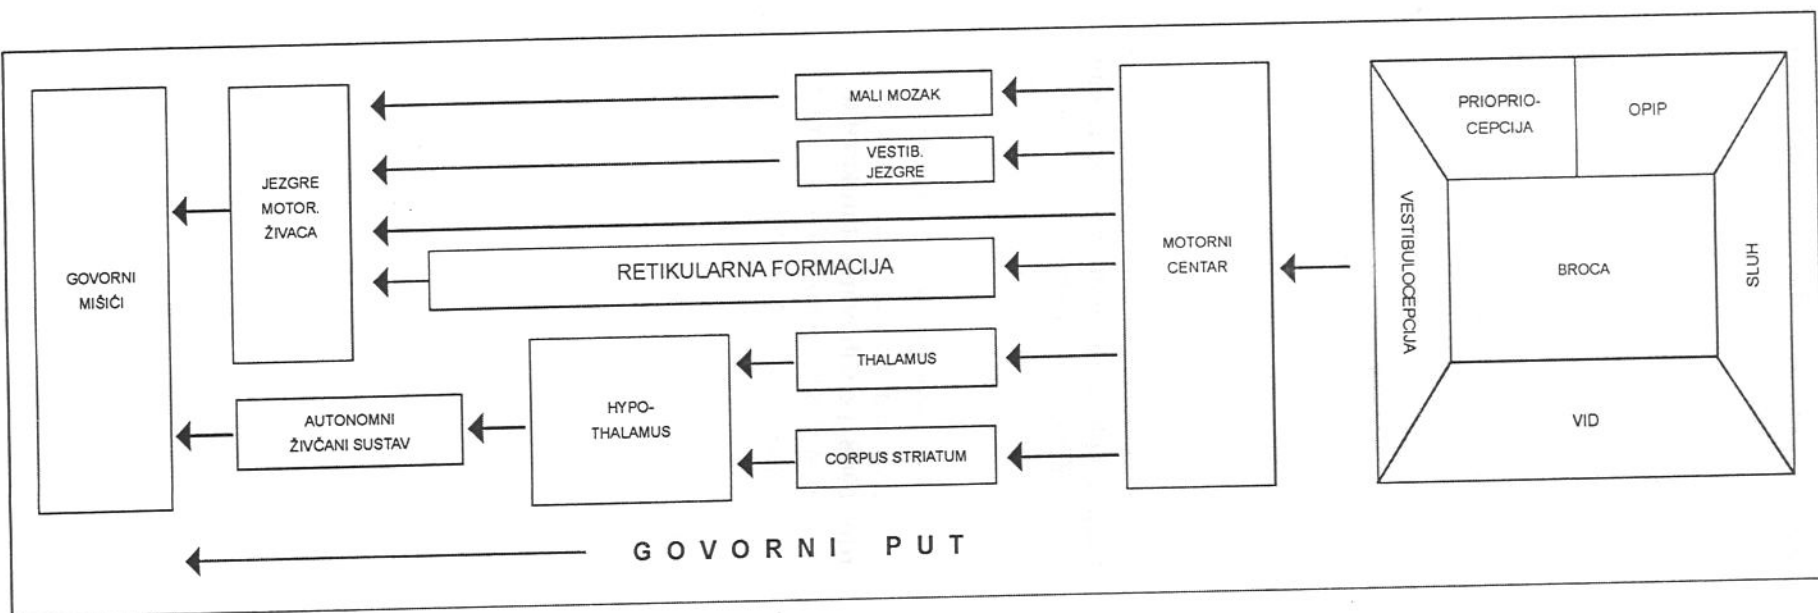 GOVORNI
MIŠIĆI
JEZGRE
MOTOR.
ŽIVACA
AUTONOMNI
ŽIVČANI SUSTAV
MALI MOZAK
VESTIB.
JEZGRE
RETIKULARNA FORMACIJA
HYPO-
THALAMUS
THALAMUS
CORPUS STRIATUM
MOTORNI
CENTAR
PRIOPRIO-
CEPCIJA
OPIP
VESTIBULOCEPCIJA
BROCA
SLUH
VID
GOVORNI PUT